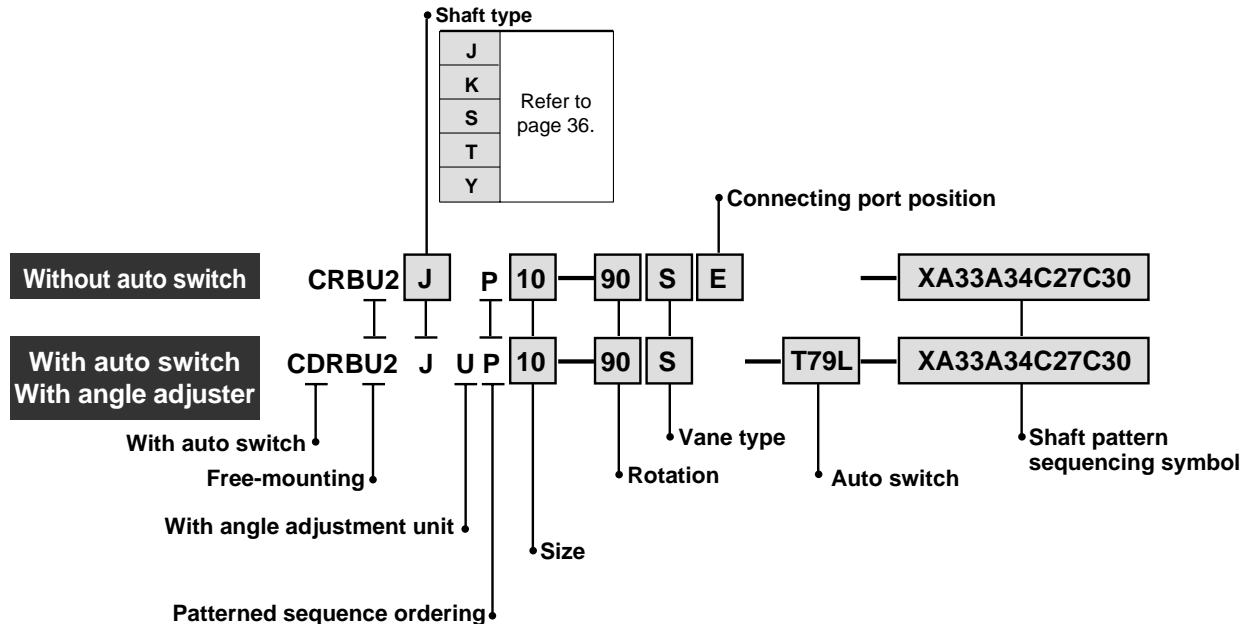 Shaft type
J
K
S
T
Y
Refer to
page 36.
Connecting port position
Without auto switch
CRBU2 J P 10 — 90 S E — XA33A34C27C30
With auto switch
With angle adjuster
CDRBU2 J U P 10 — 90 S — T79L — XA33A34C27C30
With auto switch
Free-mounting
With angle adjustment unit
Patterned sequence ordering
Size
Rotation
Vane type
Auto switch
Shaft pattern
sequencing symbol